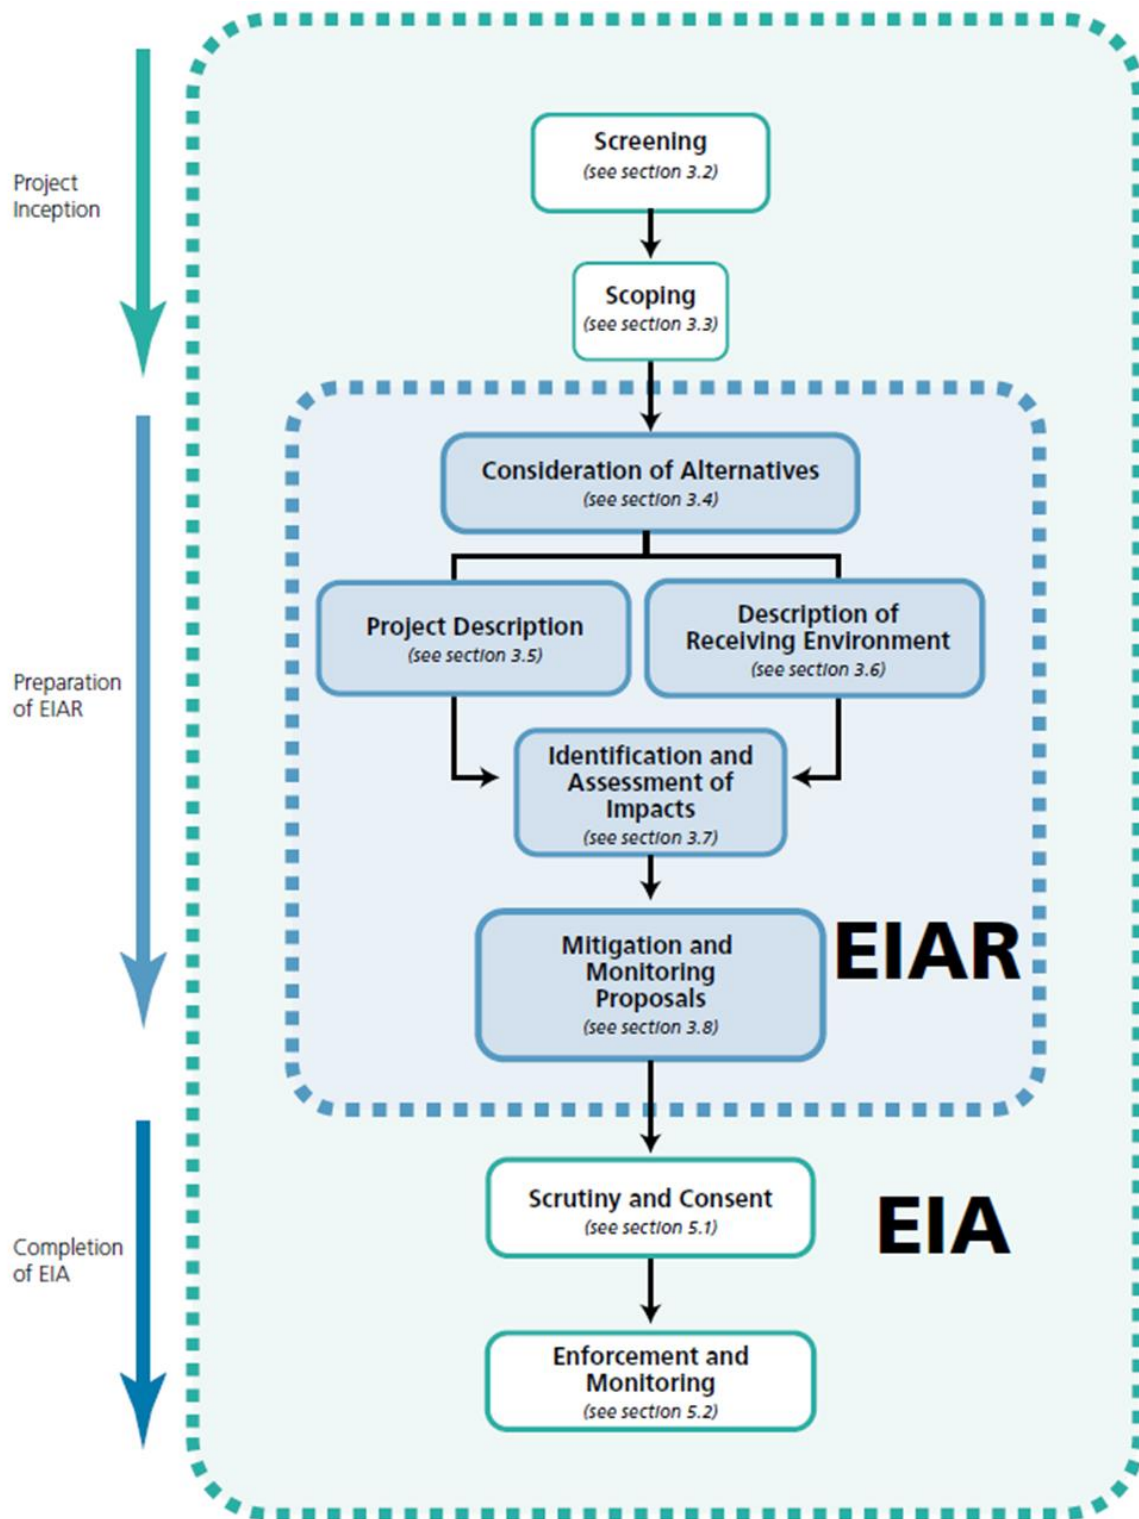 Project
Inception
Screening
(see section 3.2)
Scoping
(see section 3.3)
Preparation
of EIAR
Consideration of Alternatives
(see section 3.4)
Project Description
(see section 3.5)
Description of
Receiving Environment
(see section 3.6)
Identification and
Assessment of
Impacts
(see section 3.7)
Mitigation and
Monitoring
Proposals
(see section 3.8)
EIAR
Completion
of EIA
Scrutiny and Consent
(see section 5.1)
EIA
Enforcement and
Monitoring
(see section 5.2)